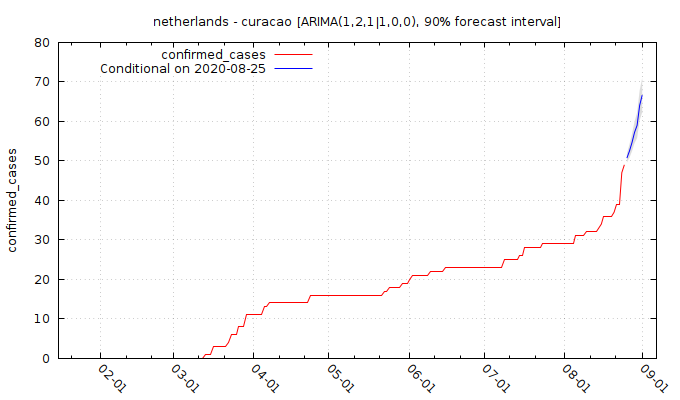 netherlands - curacao [ARIMA(1,2,1|1,0,0), 90% forecast interval]
confirmed_cases
Conditional on 2020-08-25
confirmed_cases
80
70
60
50
40
30
20
10
0
02-01 03-01 04-01 05-01 06-01 07-01 08-01 09-01